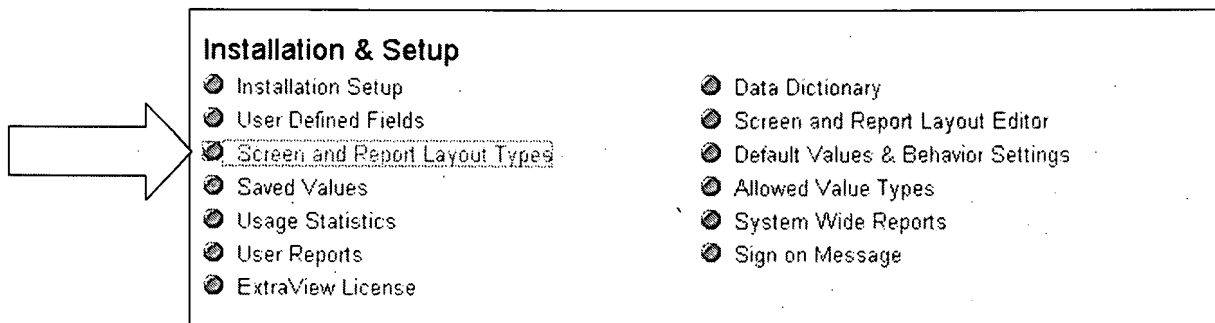 Installation & Setup
Installation Setup
User Defined Fields
Screen and Report Layout Types
Saved Values
Usage Statistics
User Reports
ExtraView License
Data Dictionary
Screen and Report Layout Editor
Default Values & Behavior Settings
Allowed Value Types
System Wide Reports
Sign on Message